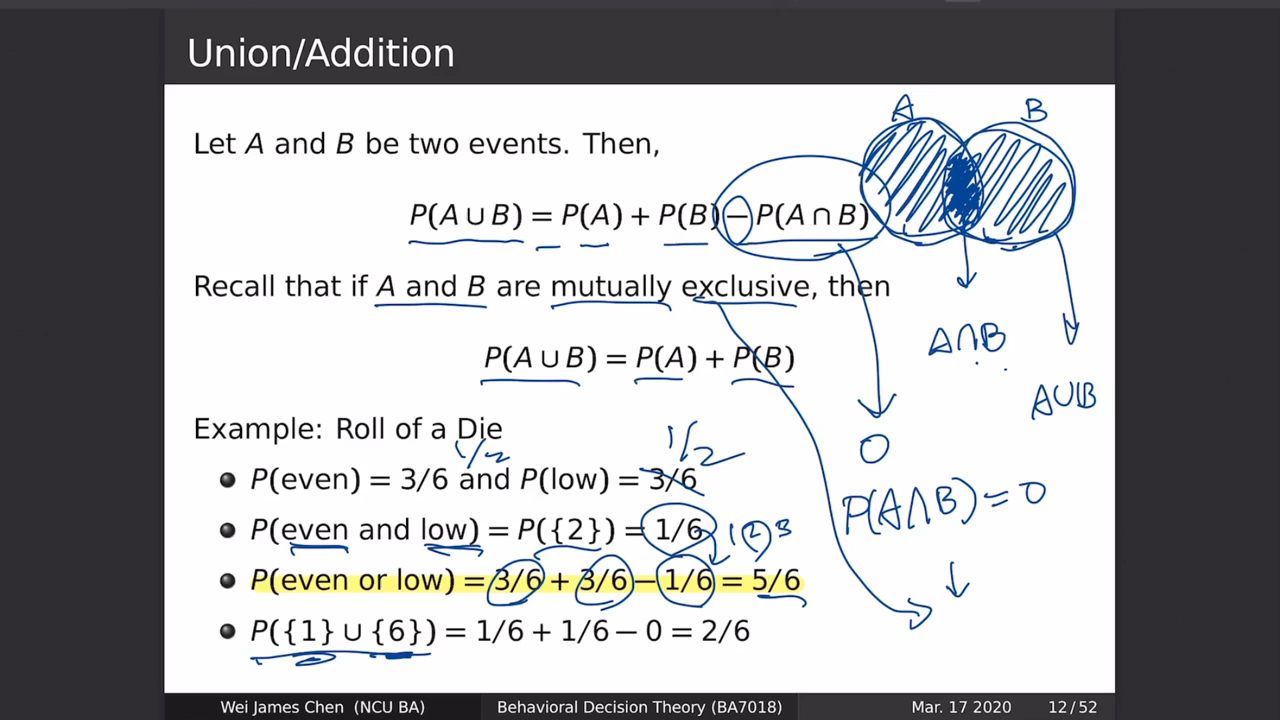 Union/Addition
Let A and B be two events. Then,
A B
P(A ∪ B) = P(A) + P(B) − P(A ∩ B)
Recall that if A and B are mutually exclusive, then
A∩B
P(A ∪ B) = P(A) + P(B)
A∪B
Example: Roll of a Die
1/2 1/2
0
P(even) = 3/6 and P(low) = 3/6
P(A∩B) = 0
P(even and low) = P({2}) = 1/6 1 2 3
P(even or low) = 3/6 + 3/6 − 1/6 = 5/6
P({1} ∪ {6}) = 1/6 + 1/6 − 0 = 2/6
Wei James Chen (NCU BA) Behavioral Decision Theory (BA7018) Mar. 17 2020 12 / 52